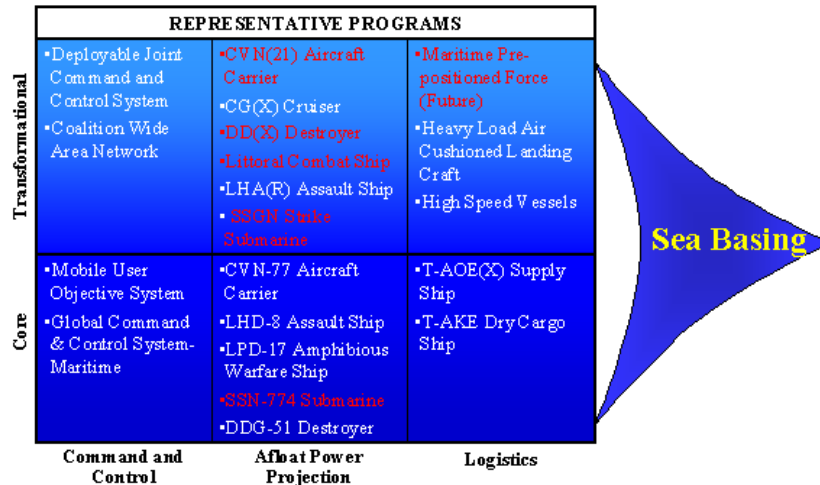 REPRESENTATIVE PROGRAMS
Transformational
▪Deployable Joint
Command and
Control System
▪Coalition Wide
Area Network
▪CVN(21) Aircraft
Carrier
▪CG(X) Cruiser
▪DD(X) Destroyer
▪Littoral Combat Ship
▪LHA(R) Assault Ship
▪ SSGN Strike
Submarine
▪Maritime Pre-
positioned Force
(Future)
▪Heavy Load Air
Cushioned Landing
Craft
▪High Speed Vessels
Core
▪Mobile User
Objective System
▪Global Command
& Control System-
Maritime
▪CVN-77 Aircraft
Carrier
▪LHD-8 Assault Ship
▪LPD-17 Amphibious
Warfare Ship
▪SSN-774 Submarine
▪DDG-51 Destroyer
▪T-AOE(X) Supply
Ship
▪T-AKE Dry Cargo
Ship
Command and
Control
Afloat Power
Projection
Logistics
Sea Basing